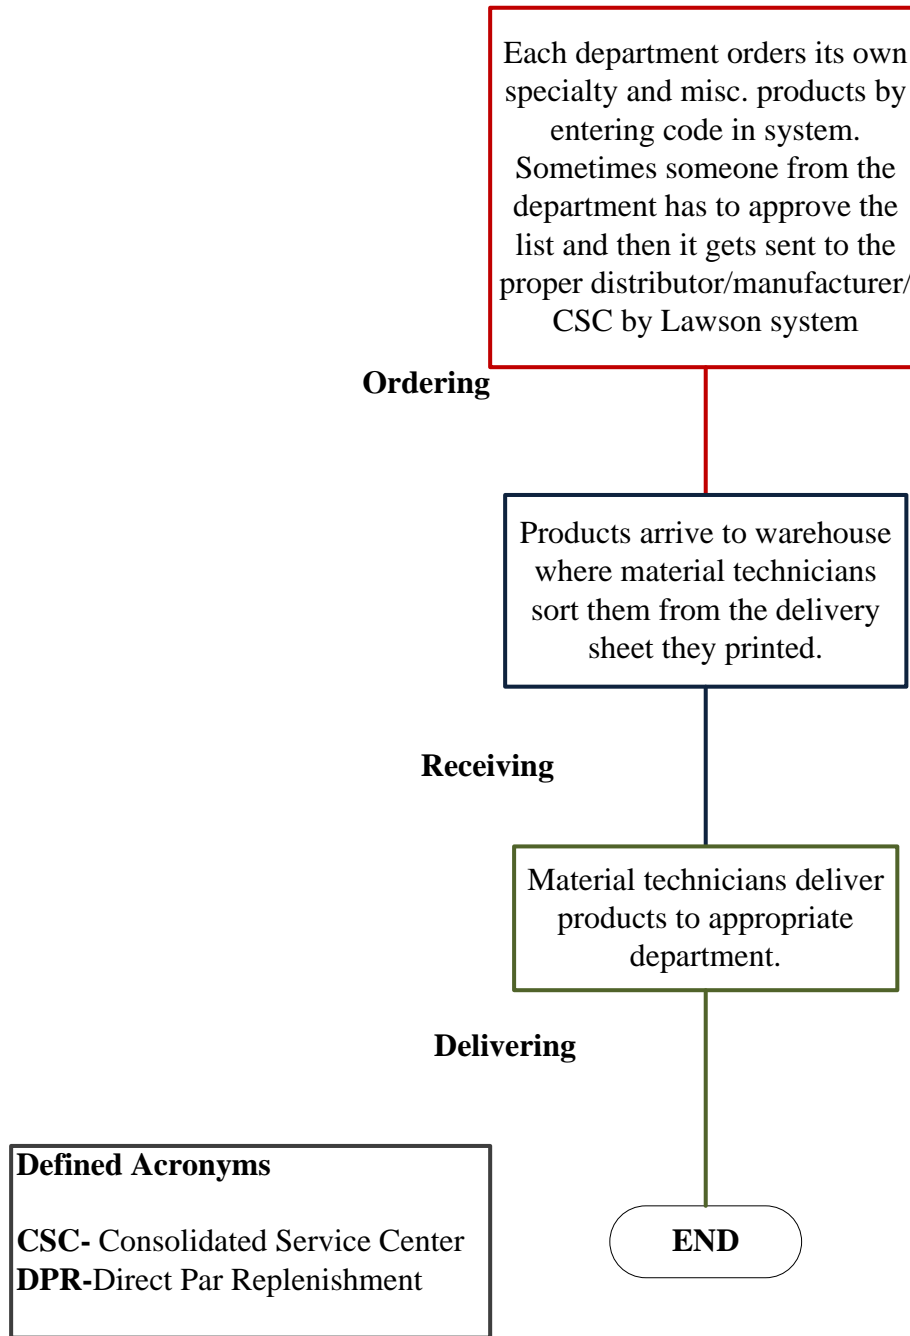 Each department orders its own
specialty and misc. products by
entering code in system.
Sometimes someone from the
department has to approve the
list and then it gets sent to the
proper distributor/manufacturer/
CSC by Lawson system
Ordering
Products arrive to warehouse
where material technicians
sort them from the delivery
sheet they printed.
Receiving
Material technicians deliver
products to appropriate
department.
Delivering
Defined Acronyms
CSC- Consolidated Service Center
DPR-Direct Par Replenishment
END